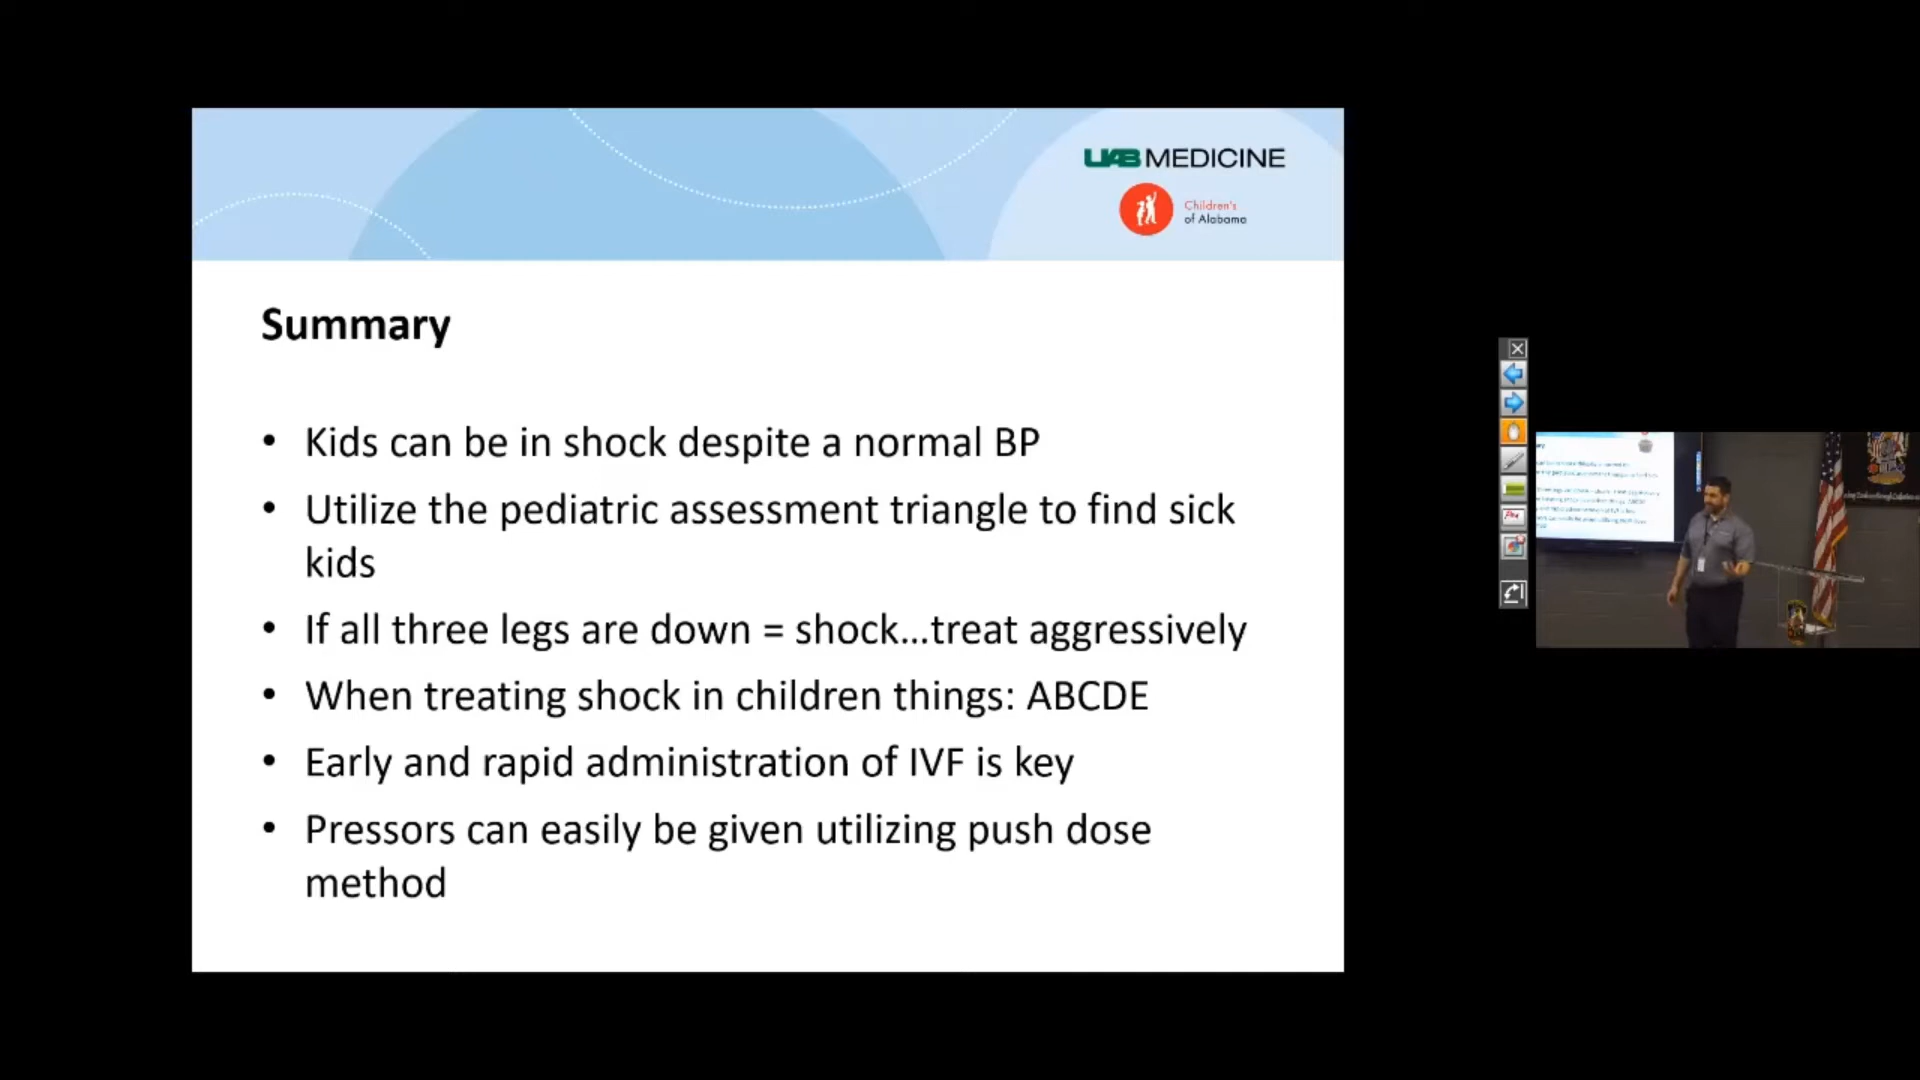 UAB MEDICINE
Children's
of Alabama
Summary
• Kids can be in shock despite a normal BP
• Utilize the pediatric assessment triangle to find sick
kids
• If all three legs are down = shock...treat aggressively
• When treating shock in children things: ABCDE
• Early and rapid administration of IVF is key
• Pressors can easily be given utilizing push dose
method